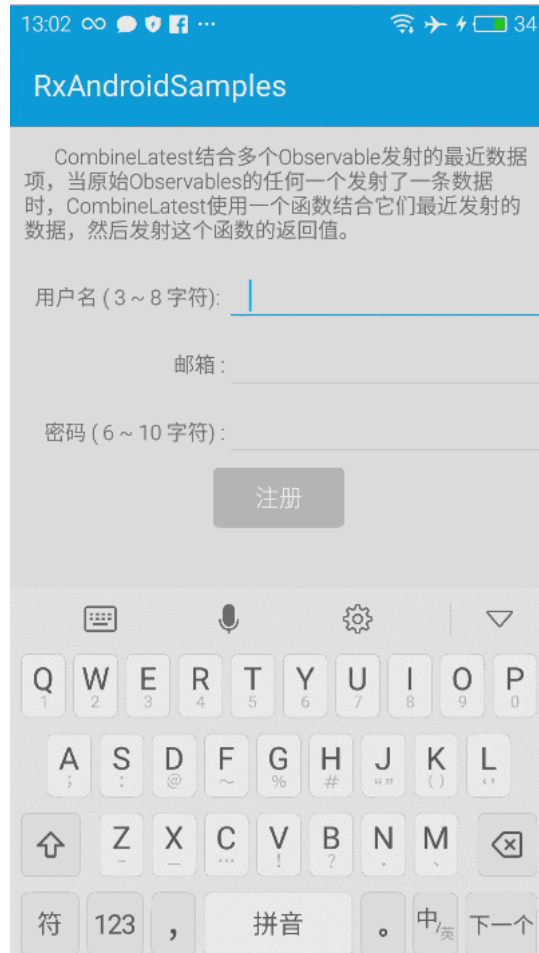 13:02 ··· 34
RxAndroidSamples
CombineLatest结合多个Observable发射的最近数据
项，当原始Observables的任何一个发射了一条数据
时，CombineLatest使用一个函数结合它们最近发射的
数据，然后发射这个函数的返回值。
用户名 ( 3 ~ 8 字符):
邮箱 :
密码 ( 6 ~ 10 字符) :
注册
Q W E R T Y U I O P
1 2 3 4 5 6 7 8 9 0
A S D F G H J K L
; : @ ～ % # “ ” ( ) ‘ ’
Z X C V B N M
- _ … ! ? . 、
符 123 ， 拼音 。 中/英 下一个